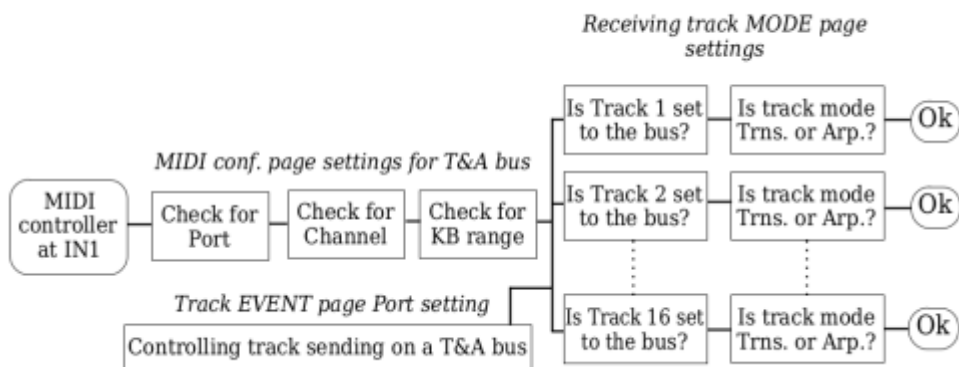 Receiving track MODE page
settings
MIDI conf. page settings for T&A bus
MIDI
controller
at IN1
Check for
Port
Check for
Channel
Check for
KB range
Is Track 1 set
to the bus?
Is track mode
Trns. or Arp.?
Ok
Is Track 2 set
to the bus?
Is track mode
Trns. or Arp.?
Ok
Track EVENT page Port setting
Controlling track sending on a T&A bus
Is Track 16 set
to the bus?
Is track mode
Trns. or Arp.?
Ok